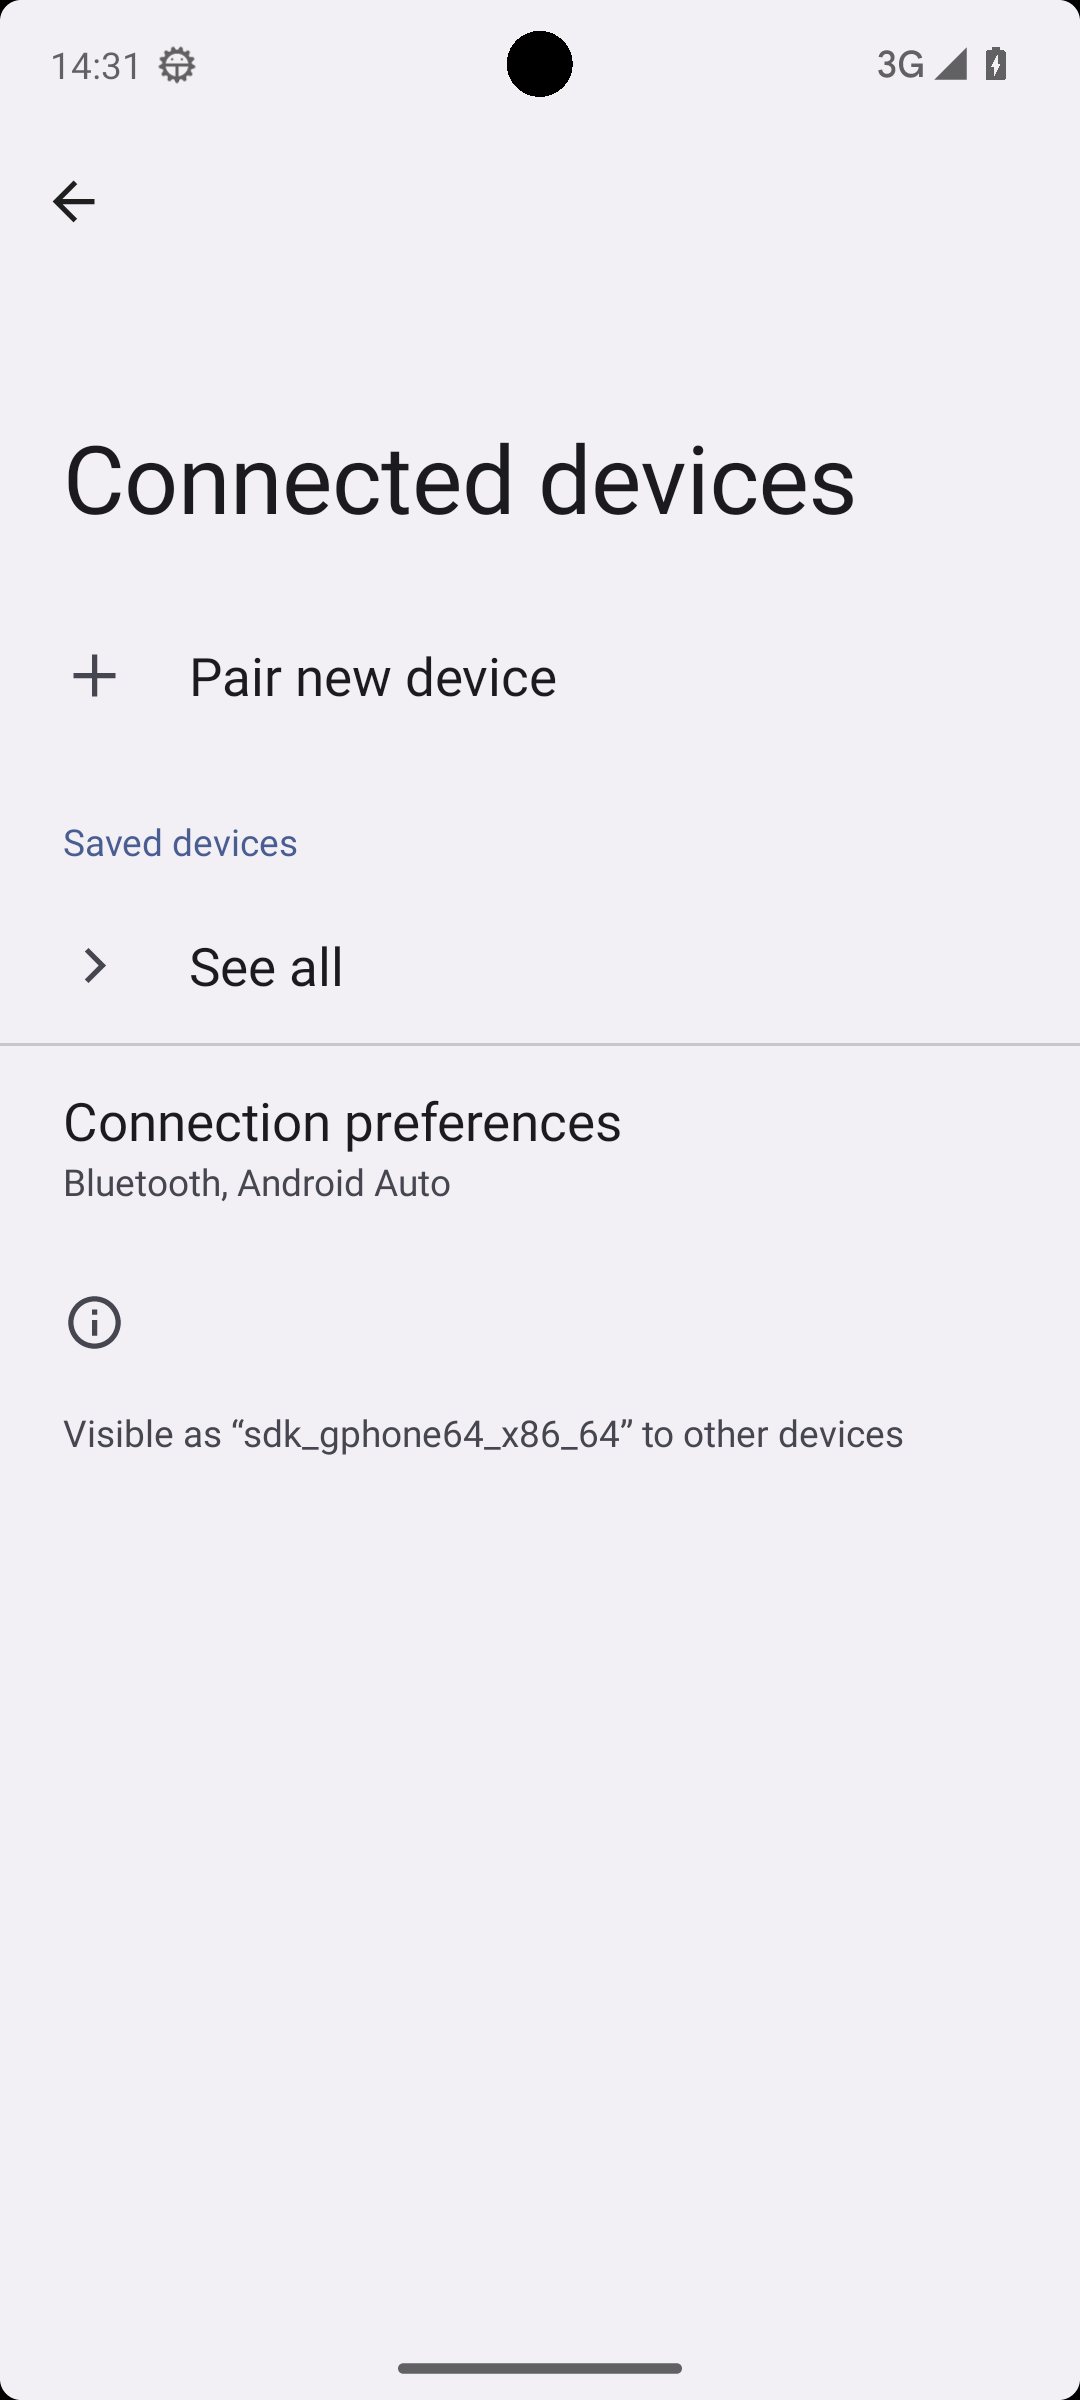 14:31 3G
Connected devices
Pair new device
Saved devices
See all
Connection preferences
Bluetooth, Android Auto
Visible as “sdk_gphone64_x86_64” to other devices